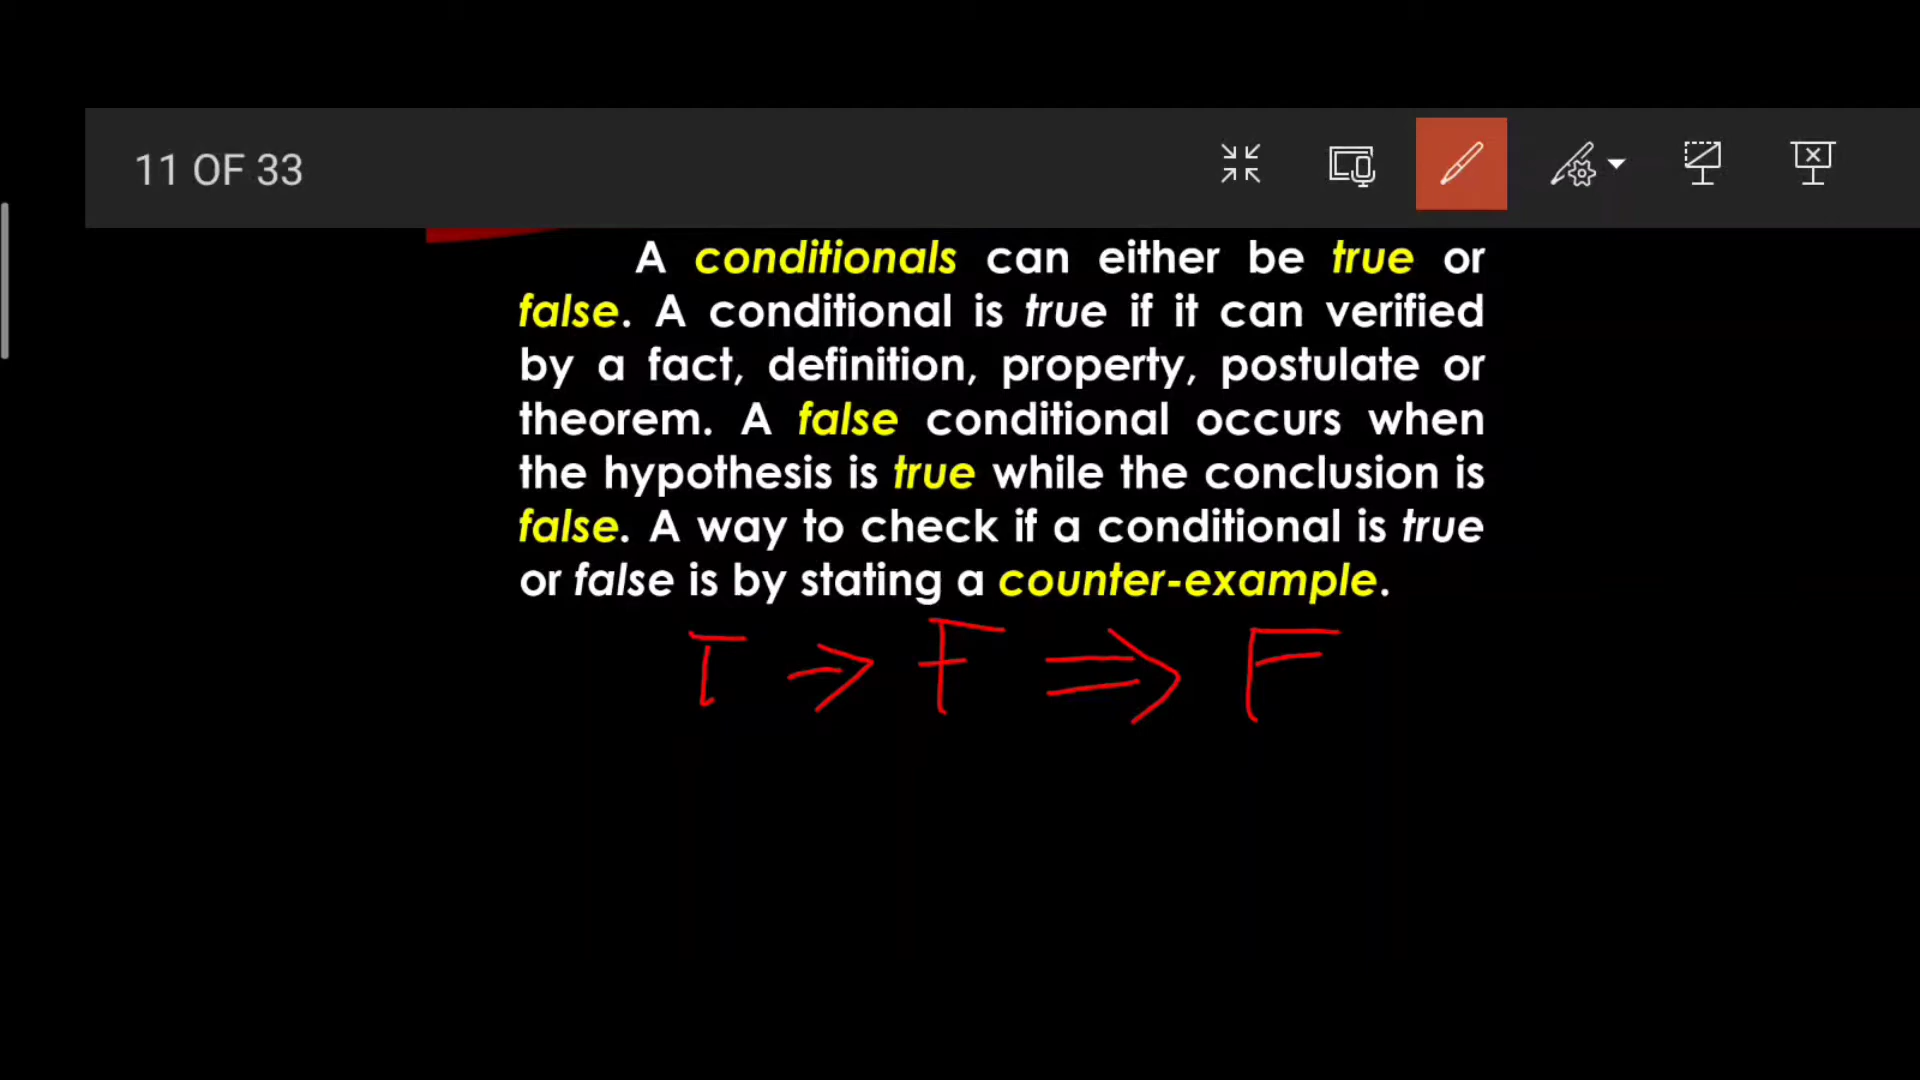 11 OF 33
A conditionals can either be true or
false. A conditional is true if it can verified
by a fact, definition, property, postulate or
theorem. A false conditional occurs when
the hypothesis is true while the conclusion is
false. A way to check if a conditional is true
or false is by stating a counter-example.
T → F ⇒ F